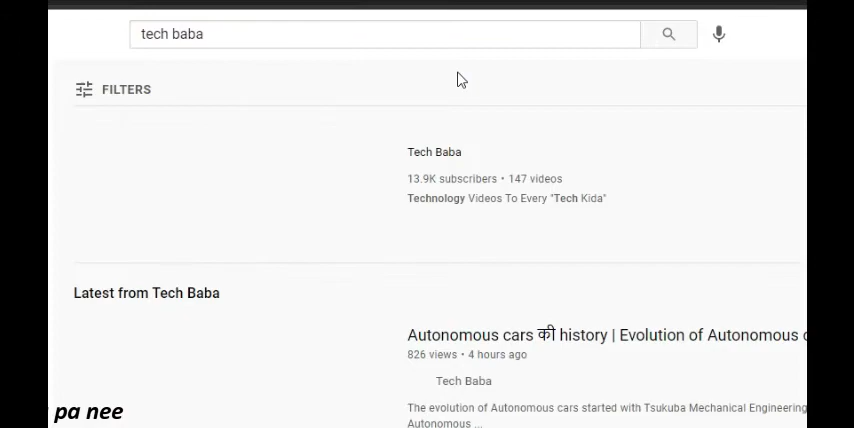 tech baba
FILTERS
Tech Baba
13.9K subscribers • 147 videos
Technology Videos To Every "Tech Kida"
Latest from Tech Baba
Autonomous cars की history | Evolution of Autonomous
826 views • 4 hours ago
Tech Baba
The evolution of Autonomous cars started with Tsukuba Mechanical Engineering
Autonomous ...
pa nee